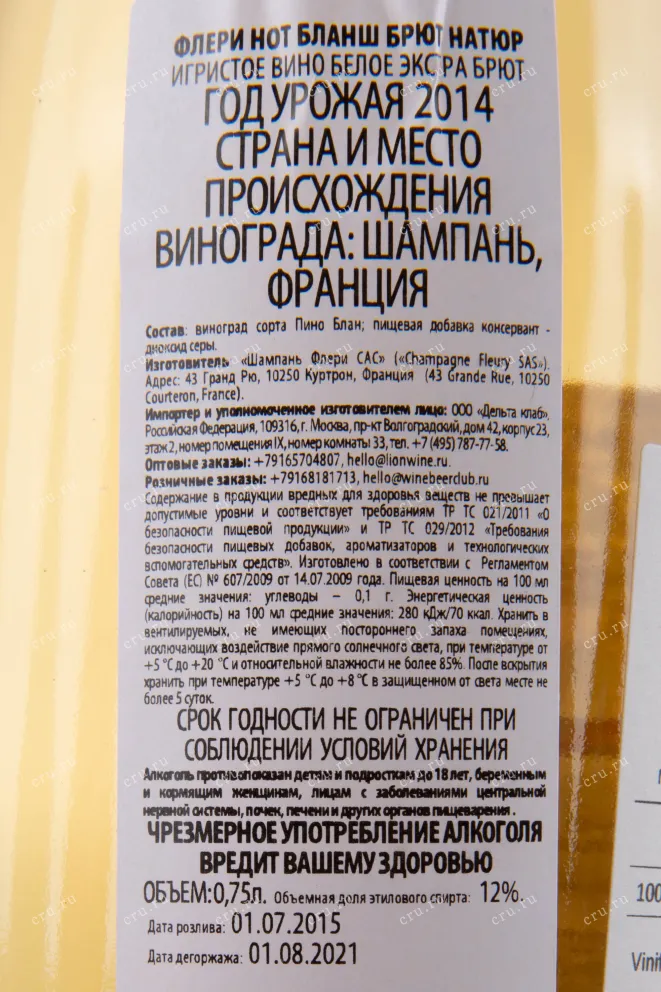 ФЛЕРИ НОТ БЛАНШ БРЮТ НАТЮР
ИГРИСТОЕ ВИНО БЕЛОЕ ЭКСТРА БРЮТ
ГОД УРОЖАЯ 2014
СТРАНА И МЕСТО
ПРОИСХОЖДЕНИЯ
ВИНОГРАДА: ШАМПАНЬ,
ФРАНЦИЯ
Состав: виноград сорта Пино Блан; пищевая добавка консервант -
диоксид серы.
Изготовитель «Шампань Флери САС» («Champagne Fleury SAS»).
Адрес: 43 Гранд Рю, 10250 Куртрон, Франция (43 Grande Rue, 10250
Courteron, France).
Импортер и уполномоченное изготовителем лицо: ООО «Дельта клаб»,
Российская Федерация, 109316, г. Москва, пр-кт Волгоградский, дом 42, корпус 23,
этаж 2, номер помещения IX, номер комнаты 33, тел. +7 (495) 787-77-58.
Оптовые заказы: +79165704807, hello@lionwine.ru.
Розничные заказы: +79168181713, hello@winebeerclub.ru
Содержание в продукции вредных для здоровья веществ не превышает
допустимые уровни и соответствует требованиям ТР ТС 021/2011 «О
безопасности пищевой продукции» и ТР ТС 029/2012 «Требования
безопасности пищевых добавок, ароматизаторов и технологических
вспомогательных средств». Изготовлено в соответствии с Регламентом
Совета (ЕС) № 607/2009 от 14.07.2009 года. Пищевая ценность на 100 мл
средние значения: углеводы – 0,1 г. Энергетическая ценность
(калорийность) на 100 мл средние значения: 280 кДж/70 ккал. Хранить в
вентилируемых, не имеющих постороннего запаха помещениях,
исключающих воздействие прямого солнечного света, при температуре от
+5 °С до +20 °С и относительной влажности не более 85%. После вскрытия
хранить при температуре +5 °С до +8 °С в защищенном от света месте не
более 5 суток.
СРОК ГОДНОСТИ НЕ ОГРАНИЧЕН ПРИ
СОБЛЮДЕНИИ УСЛОВИЙ ХРАНЕНИЯ
Алкоголь противопоказан детям и подросткам до 18 лет, беременным
и кормящим женщинам, лицам с заболеваниями центральной
нервной системы, почек, печени и других органов пищеварения.
ЧРЕЗМЕРНОЕ УПОТРЕБЛЕНИЕ АЛКОГОЛЯ
ВРЕДИТ ВАШЕМУ ЗДОРОВЬЮ
ОБЪЕМ:0,75л. Объемная доля этилового спирта: 12%.
Дата розлива: 01.07.2015
Дата дегоржажа: 01.08.2021
100
Vini
cru.ru